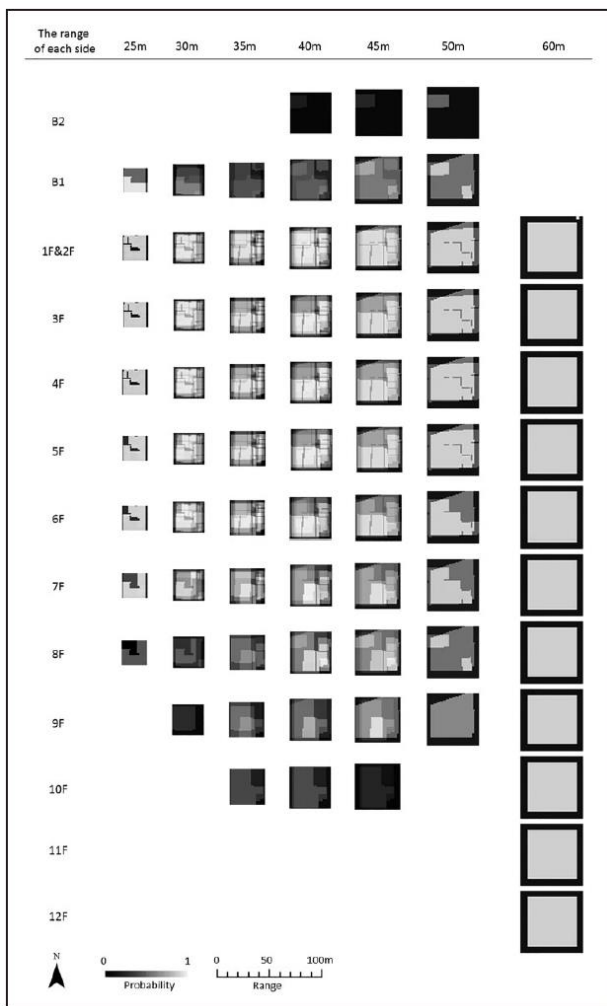 The range
of each side 25m 30m 35m 40m 45m 50m 60m
B2
B1
1F&2F
3F
4F
5F
6F
7F
8F
9F
10F
11F
12F
N
0 1 0 50 100m
Probability Range